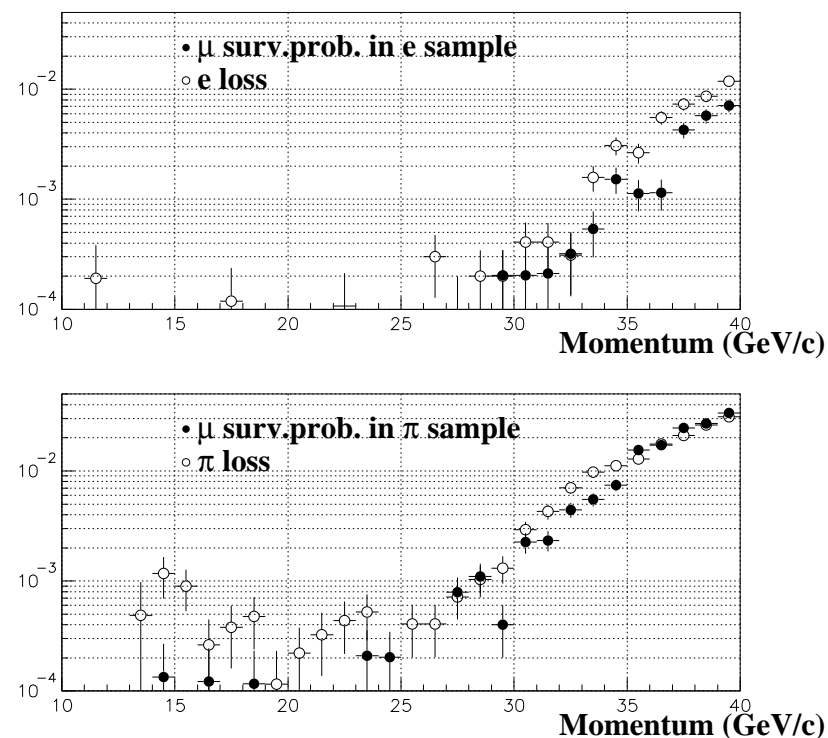 ● μ surv.prob. in e sample
○ e loss
10⁻²
10⁻³
10⁻⁴
10 15 20 25 30 35 40
Momentum (GeV/c)
● μ surv.prob. in π sample
○ π loss
10⁻²
10⁻³
10⁻⁴
10 15 20 25 30 35 40
Momentum (GeV/c)